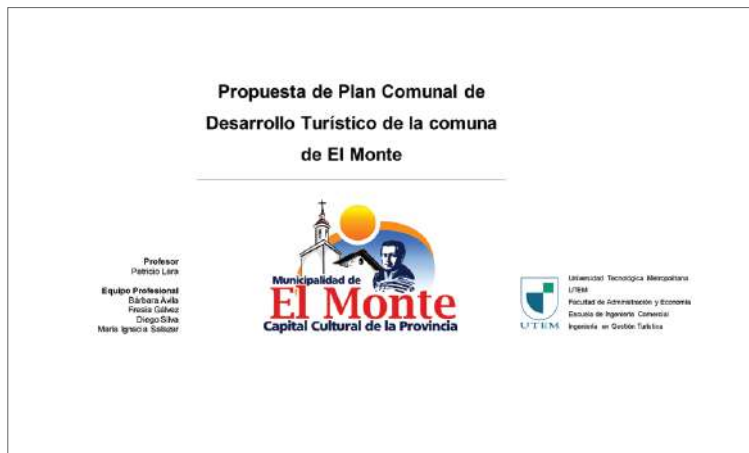 Propuesta de Plan Comunal de
Desarrollo Turístico de la comuna
de El Monte
Profesor
Patricio Lara
Equipo Profesional
Bárbara Ávila
Fresia Gálvez
Diego Silva
María Ignacia Salazar
Municipalidad de
El Monte
Capital Cultural de la Provincia
UTEM
Universidad Tecnológica Metropolitana
UTEM
Facultad de Administración y Economía
Escuela de Ingeniería Comercial
Ingeniería en Gestión Turística